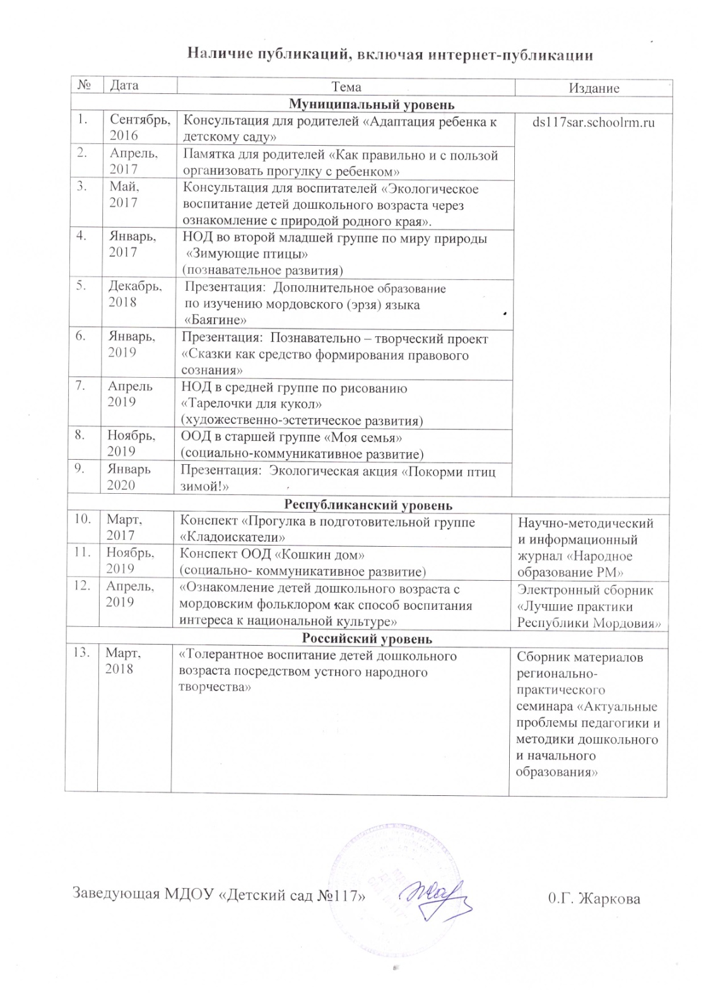 Наличие публикаций, включая интернет-публикации
№ Дата Тема Издание
Муниципальный уровень
1. Сентябрь, Консультация для родителей «Адаптация ребенка к ds117sar.schoolrm.ru
2016 детскому саду»
2. Апрель, Памятка для родителей «Как правильно и с пользой
2017 организовать прогулку с ребенком»
3. Май, Консультация для воспитателей «Экологическое
2017 воспитание детей дошкольного возраста через
ознакомление с природой родного края».
4. Январь, НОД во второй младшей группе по миру природы
2017 «Зимующие птицы»
(познавательное развития)
5. Декабрь, Презентация: Дополнительное образование
2018 по изучению мордовского (эрзя) языка
«Баягине»
6. Январь, Презентация: Познавательно – творческий проект
2019 «Сказки как средство формирования правового
сознания»
7. Апрель НОД в средней группе по рисованию
2019 «Тарелочки для кукол»
(художественно-эстетическое развития)
8. Ноябрь, ООД в старшей группе «Моя семья»
2019 (социально-коммуникативное развитие)
9. Январь Презентация: Экологическая акция «Покорми птиц
2020 зимой!»
Республиканский уровень
10. Март, Конспект «Прогулка в подготовительной группе Научно-методический
2017 «Кладоискатели» и информационный
11. Ноябрь, Конспект ООД «Кошкин дом» журнал «Народное
2019 (социально- коммуникативное развитие) образование РМ»
12. Апрель, «Ознакомление детей дошкольного возраста с Электронный сборник
2019 мордовским фольклором как способ воспитания «Лучшие практики
интереса к национальной культуре» Республики Мордовия»
Российский уровень
13. Март, «Толерантное воспитание детей дошкольного Сборник материалов
2018 возраста посредством устного народного регионально-
творчества» практического
семинара «Актуальные
проблемы педагогики и
методики дошкольного
и начального
образования»
Заведующая МДОУ «Детский сад №117» 0.Г. Жаркова